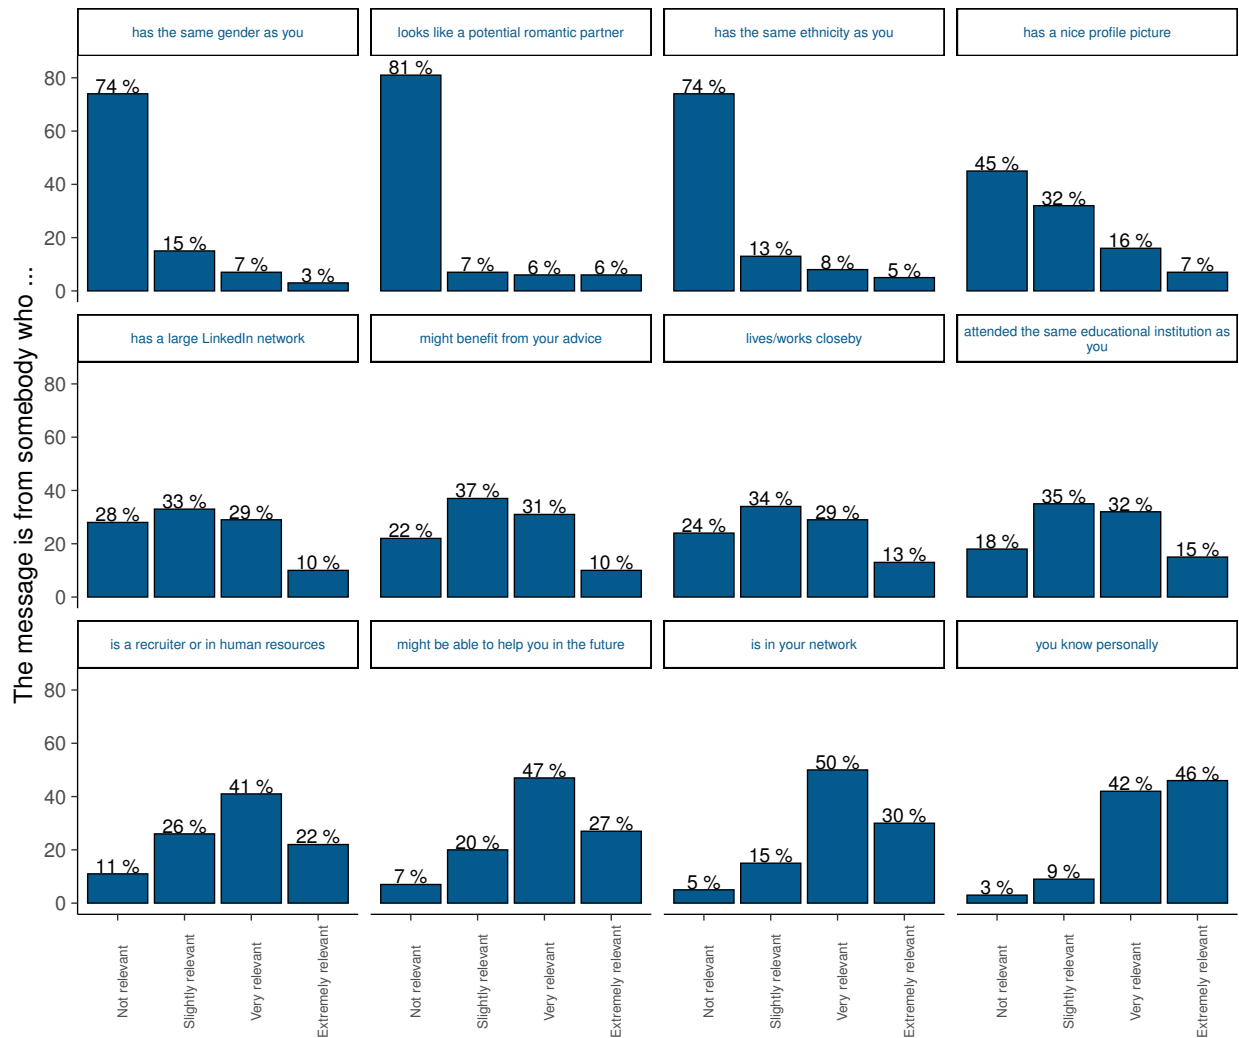 The message is from somebody who ...
has the same gender as you
looks like a potential romantic partner
has the same ethnicity as you
has a nice profile picture
80
60
40
20
0
74 %
15 %
7 %
3 %
81 %
7 %
6 %
6 %
74 %
13 %
8 %
5 %
45 %
32 %
16 %
7 %
has a large LinkedIn network
might benefit from your advice
lives/works closeby
attended the same educational institution as
you
80
60
40
20
0
28 %
33 %
29 %
10 %
22 %
37 %
31 %
10 %
24 %
34 %
29 %
13 %
18 %
35 %
32 %
15 %
is a recruiter or in human resources
might be able to help you in the future
is in your network
you know personally
80
60
40
20
0
11 %
26 %
41 %
22 %
7 %
20 %
47 %
27 %
5 %
15 %
50 %
30 %
3 %
9 %
42 %
46 %
Not relevant
Slightly relevant
Very relevant
Extremely relevant
Not relevant
Slightly relevant
Very relevant
Extremely relevant
Not relevant
Slightly relevant
Very relevant
Extremely relevant
Not relevant
Slightly relevant
Very relevant
Extremely relevant